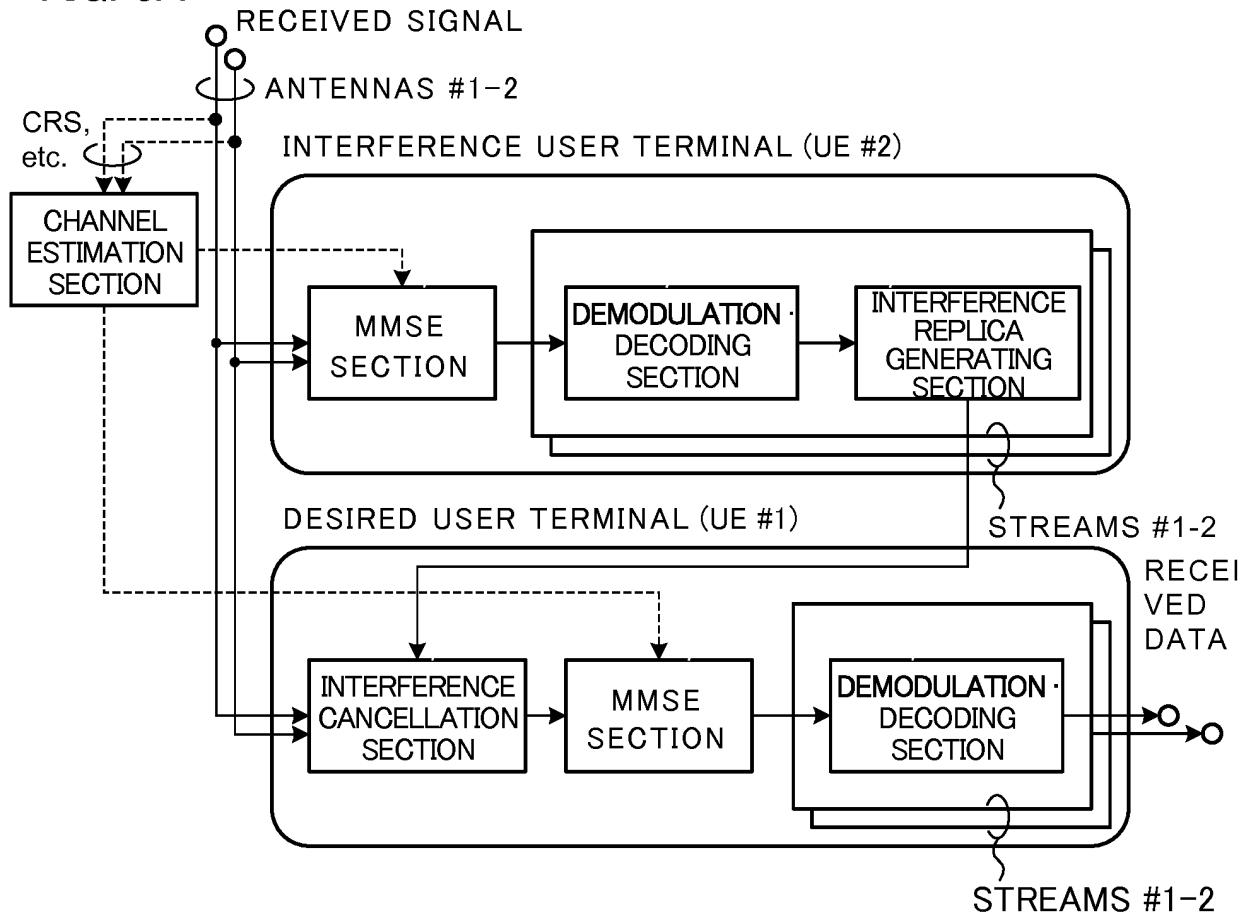 RECEIVED SIGNAL
ANTENNAS #1-2
CRS,
etc.
INTERFERENCE USER TERMINAL (UE #2)
CHANNEL
ESTIMATION
SECTION
MMSE
SECTION
DEMODULATION・
DECODING
SECTION
INTERFERENCE
REPLICA
GENERATING
SECTION
STREAMS #1-2
DESIRED USER TERMINAL (UE #1)
RECEI
VED
DATA
INTERFERENCE
CANCELLATION
SECTION
MMSE
SECTION
DEMODULATION・
DECODING
SECTION
STREAMS #1-2